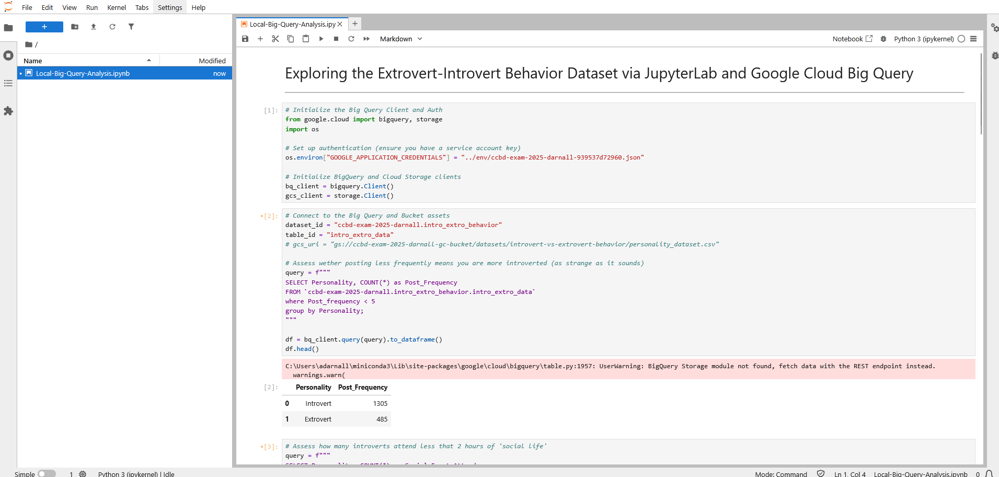 File Edit View Run Kernel Tabs Settings Help
+
/
Name Modified
Local-Big-Query-Analysis.ipynb now
Local-Big-Query-Analysis.ipy
Markdown
Notebook Python 3 (ipykernel)
Exploring the Extrovert-Introvert Behavior Dataset via JupyterLab and Google Cloud Big Query
[1]:
# Initialize the Big Query Client and Auth
from google.cloud import bigquery, storage
import os
# Set up authentication (ensure you have a service account key)
os.environ["GOOGLE_APPLICATION_CREDENTIALS"] = "../env/ccbd-exam-2025-darnall-939537d72960.json"
# Initialize BigQuery and Cloud Storage clients
bq_client = bigquery.Client()
gcs_client = storage.Client()
•[2]:
# Connect to the Big Query and Bucket assets
dataset_id = "ccbd-exam-2025-darnall.intro_extro_behavior"
table_id = "intro_extro_data"
# gcs_uri = "gs://ccbd-exam-2025-darnall-gc-bucket/datasets/introvert-vs-extrovert-behavior/personality_dataset.csv"
# Assess wether posting less frequently means you are more introverted (as strange as it sounds)
query = f"""
SELECT Personality, COUNT(*) as Post_Frequency
FROM `ccbd-exam-2025-darnall.intro_extro_behavior.intro_extro_data`
where Post_frequency < 5
group by Personality;
"""
df = bq_client.query(query).to_dataframe()
df.head()
C:\Users\adarnall\miniconda3\Lib\site-packages\google\cloud\bigquery\table.py:1957: UserWarning: BigQuery Storage module not found, fetch data with the REST endpoint instead.
warnings.warn(
[2]:
Personality Post_Frequency
0 Introvert 1305
1 Extrovert 485
•[3]:
# Assess how many introverts attend less that 2 hours of 'social life'
query = f"""
Simple 1 Python 3 (ipykernel) | Idle
Mode: Command Ln 1, Col 4 Local-Big-Query-Analysis.ipynb 0